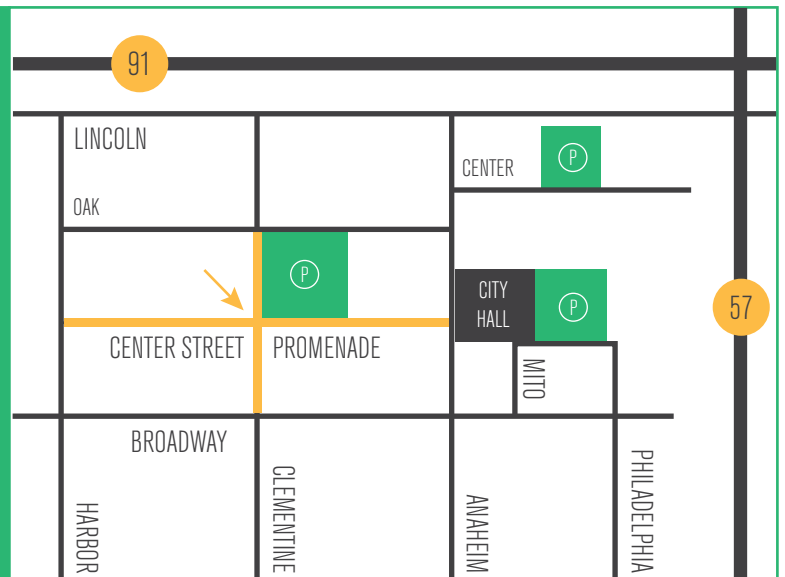 91
LINCOLN
CENTER
P
OAK
P
CITY
HALL
P
57
CENTER STREET
PROMENADE
MITO
BROADWAY
HARBOR
CLEMENTINE
ANAHEIM
PHILADELPHIA